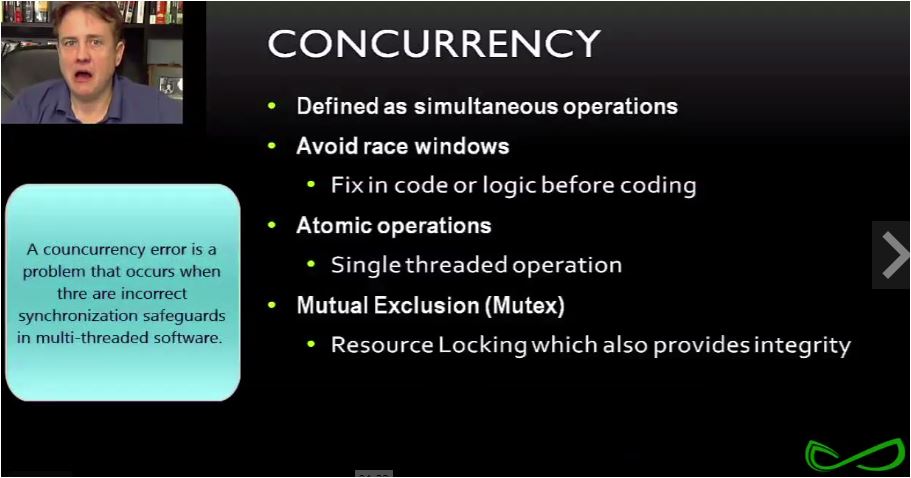 CONCURRENCY
Defined as simultaneous operations
Avoid race windows
Fix in code or logic before coding
Atomic operations
Single threaded operation
Mutual Exclusion (Mutex)
Resource Locking which also provides integrity
A councurrency error is a
problem that occurs when
thre are incorrect
synchronization safeguards
in multi-threaded software.